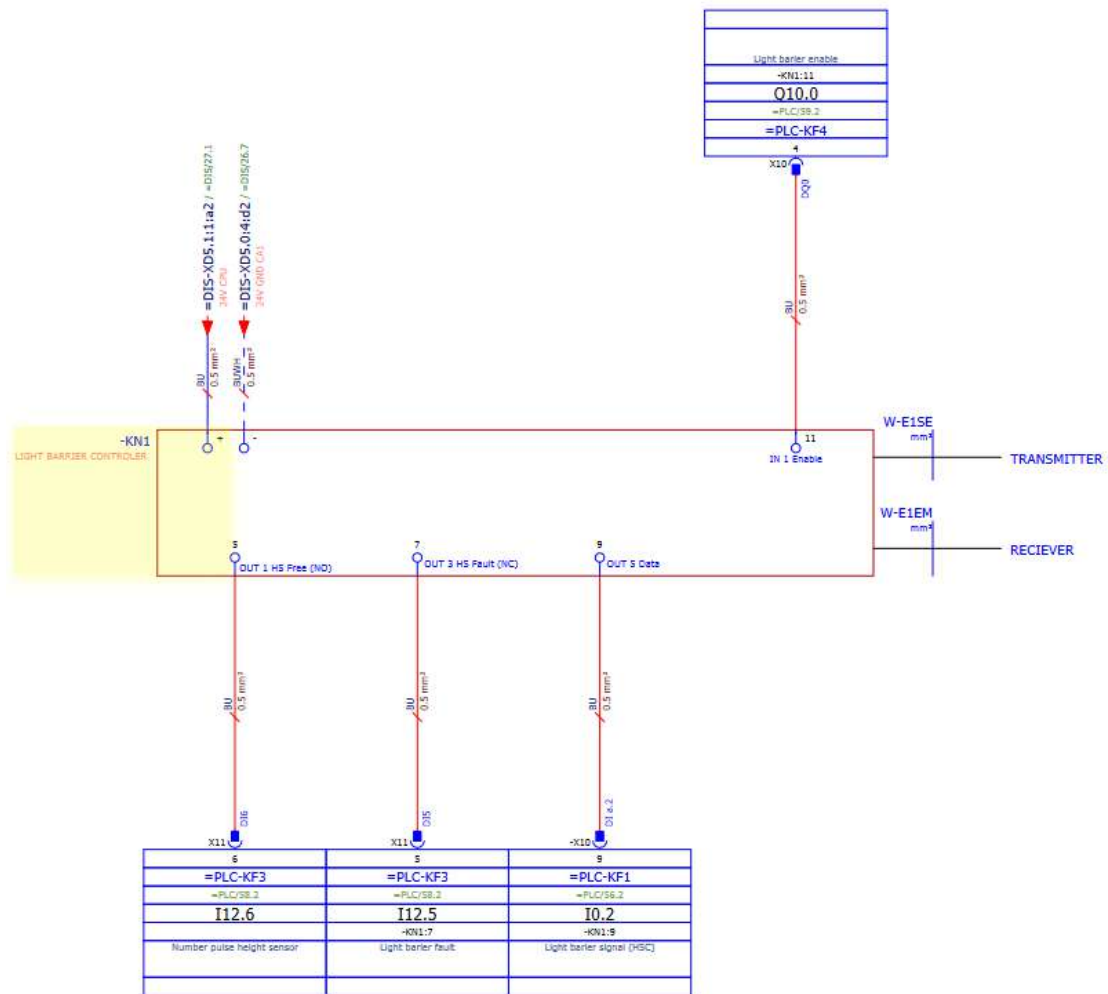 Light barier enable
-KN1:11
Q10.0
=PLC/59.2
=PLC-KF4
4
X10
DQ0
=DIS-XD5.1:1:a2 / =DIS/27.1
24V CPU
=DIS-XD5.0:4:d2 / =DIS/26.7
24V GND CA1
BU
0.5 mm²
BUWH
0.5 mm²
BU
0.5 mm²
-KN1
LIGHT BARRIER CONTROLER
+
-
11
IN 1 Enable
W-E1SE
mm²
TRANSMITTER
W-E1EM
mm²
RECIEVER
5
OUT 1 HS Free (NO)
7
OUT 3 HS Fault (NC)
9
OUT 5 Data
BU
0.5 mm²
BU
0.5 mm²
BU
0.5 mm²
DI6
DI5
DI a.2
X11
X11
-X10
6
5
9
=PLC-KF3
=PLC-KF3
=PLC-KF1
=PLC/58.2
=PLC/58.2
=PLC/56.2
I12.6
I12.5
I0.2
-KN1:7
-KN1:9
Number pulse height sensor
Light barier fault
Light barier signal (HSC)